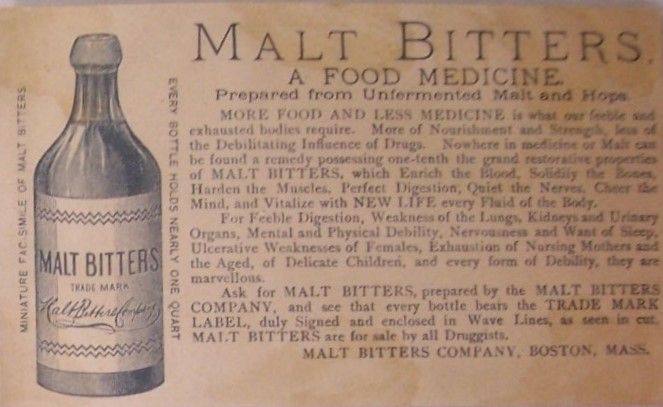 MALT BITTERS,
A FOOD MEDICINE.
Prepared from Unfermented Malt and Hops.
MORE FOOD AND LESS MEDICINE is what our feeble and
exhausted bodies require. More of Nourishment and Strength, less of
the Debilitating Influence of Drugs. Nowhere in medicine or Malt can
be found a remedy possessing one-tenth the grand restorative properties
of MALT BITTERS, which Enrich the Blood, Solidify the Bones,
Harden the Muscles, Perfect Digestion, Quiet the Nerves, Cheer the
Mind, and Vitalize with NEW LIFE every Fluid of the Body.
For Feeble Digestion, Weakness of the Lungs, Kidneys and Urinary
Organs, Mental and Physical Debility, Nervousness and Want of Sleep,
Ulcerative Weaknesses of Females, Exhaustion of Nursing Mothers and
the Aged, of Delicate Children, and every form of Debility, they are
marvellous.
Ask for MALT BITTERS, prepared by the MALT BITTERS
COMPANY, and see that every bottle bears the TRADE MARK
LABEL, duly Signed and enclosed in Wave Lines, as seen in cut.
MALT BITTERS are for sale by all Druggists.
MALT BITTERS COMPANY, BOSTON, MASS.
MINIATURE FAC-SIMILE OF MALT BITTERS.
EVERY BOTTLE HOLDS NEARLY ONE QUART
MALT BITTERS
TRADE MARK
Malt Bitters Company